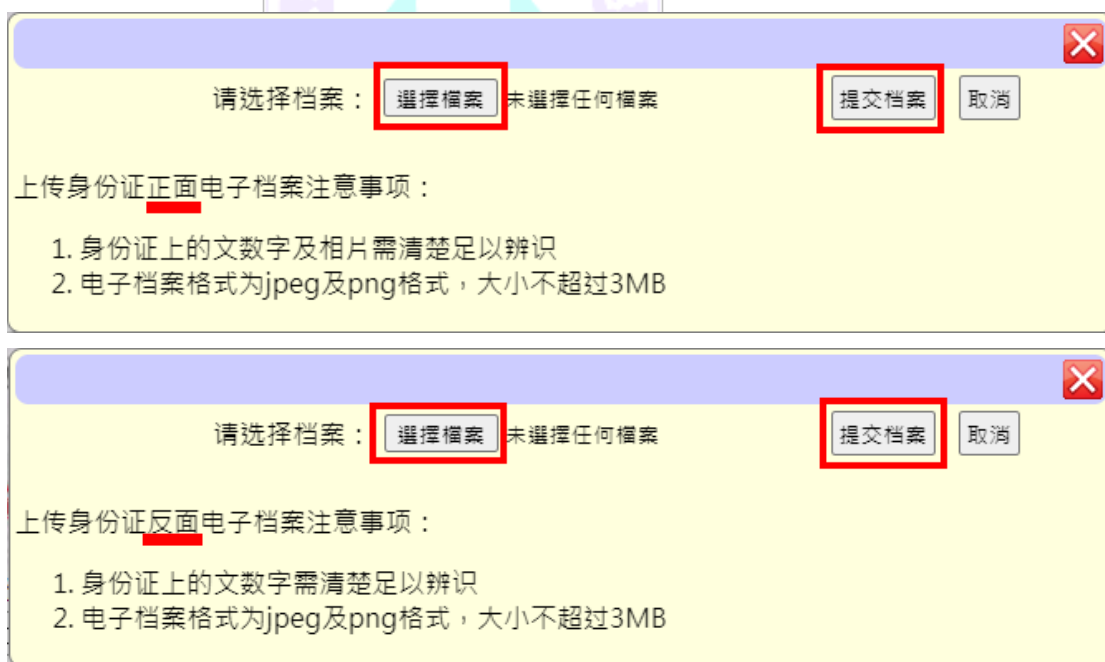 请选择档案： 選擇檔案 未選擇任何檔案 提交档案 取消
上传身份证正面电子档案注意事项：
1. 身份证上的文数字及相片需清楚足以辨识
2. 电子档案格式为jpeg及png格式，大小不超过3MB
请选择档案： 選擇檔案 未選擇任何檔案 提交档案 取消
上传身份证反面电子档案注意事项：
1. 身份证上的文数字需清楚足以辨识
2. 电子档案格式为jpeg及png格式，大小不超过3MB